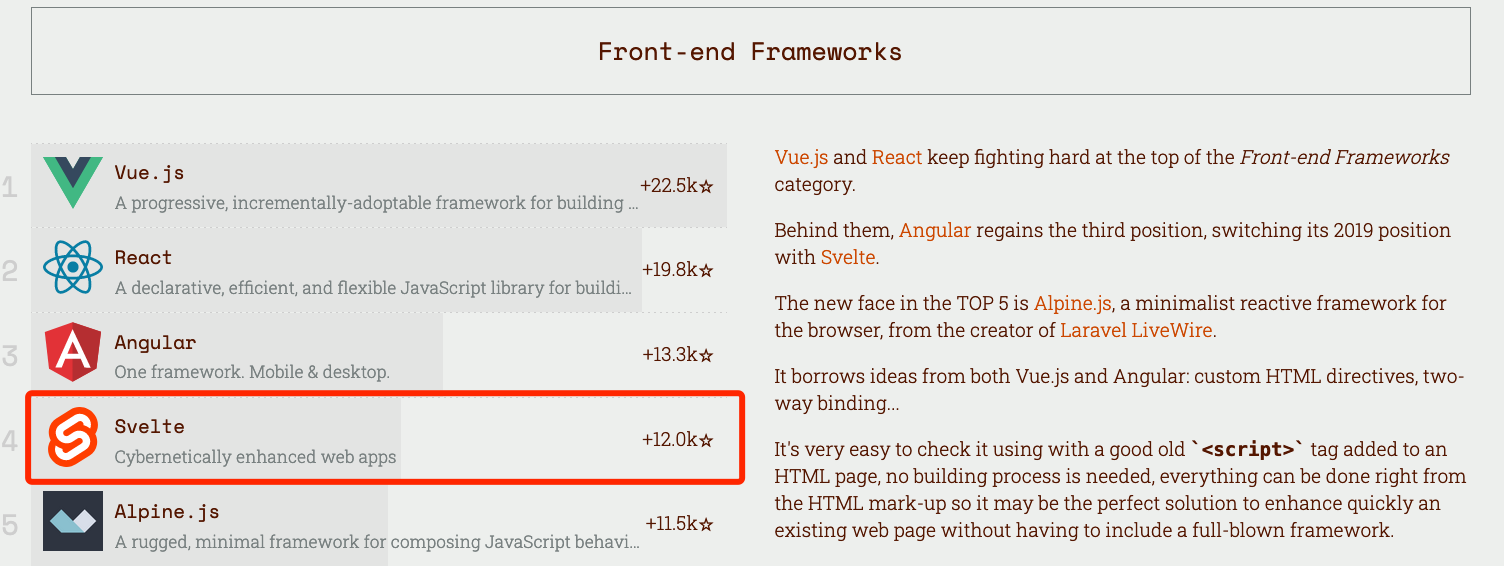 Front-end Frameworks
1
Vue.js
A progressive, incrementally-adoptable framework for building ...
+22.5k☆
2
React
A declarative, efficient, and flexible JavaScript library for buildi...
+19.8k☆
3
Angular
One framework. Mobile & desktop.
+13.3k☆
4
Svelte
Cybernetically enhanced web apps
+12.0k☆
5
Alpine.js
A rugged, minimal framework for composing JavaScript behavi...
+11.5k☆
Vue.js and React keep fighting hard at the top of the Front-end Frameworks
category.
Behind them, Angular regains the third position, switching its 2019 position
with Svelte.
The new face in the TOP 5 is Alpine.js, a minimalist reactive framework for
the browser, from the creator of Laravel LiveWire.
It borrows ideas from both Vue.js and Angular: custom HTML directives, two-
way binding...
It's very easy to check it using with a good old `<script>` tag added to an
HTML page, no building process is needed, everything can be done right from
the HTML mark-up so it may be the perfect solution to enhance quickly an
existing web page without having to include a full-blown framework.